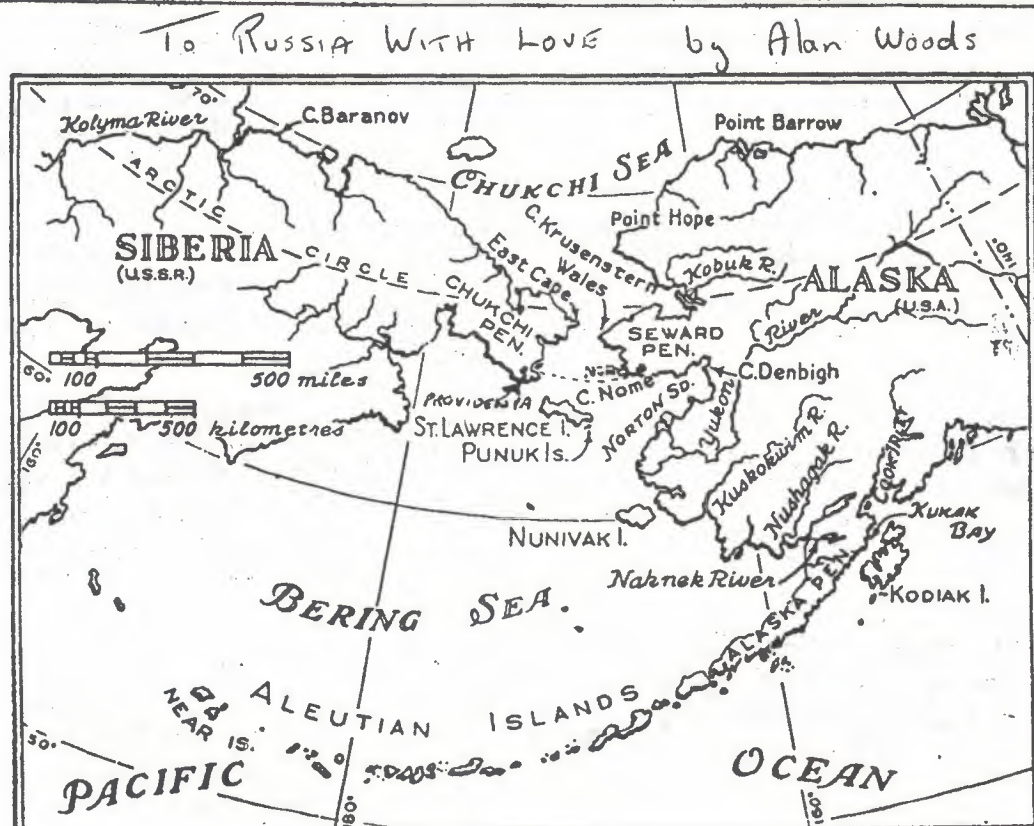 To Russia With Love by Alan Woods
70°
Kolyma River
C. Baranov
Point Barrow
CHUKCHI SEA
ARCTIC CIRCLE
Point Hope
C. Krusenstern
SIBERIA
(U.S.S.R.)
East Cape
Wales
Kobuk R.
ALASKA
(U.S.A.)
140°
CHUKCHI
PEN.
SEWARD
PEN.
River
60°
100 500 miles
C. Denbigh
C. Nome
NORTON SD.
Yukon
PROVIDENIA
ST. LAWRENCE I.
PUNUK IS.
100 500 kilometres
160°
Kuskokwim R.
Nushagak R.
COOK INLET
KUKAK
BAY
NUNIVAK I.
Nahnek River
KODIAK I.
ALASKA PEN.
BERING SEA.
ALEUTIAN ISLANDS
NEAR IS.
50°
PACIFIC OCEAN
180°
160°